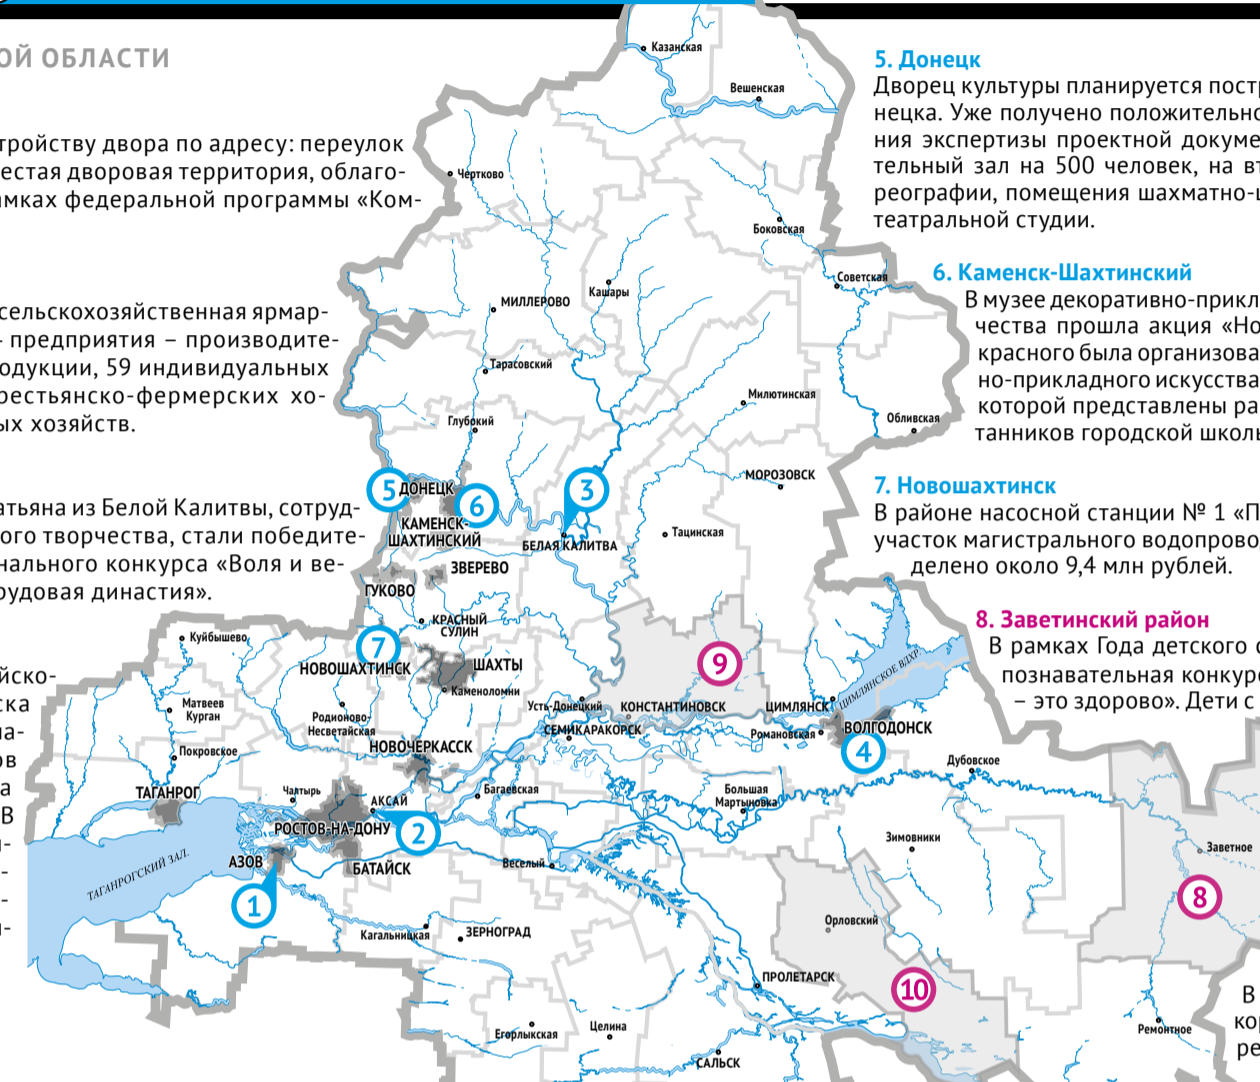 ОЙ ОБЛАСТИ
тройству двора по адресу: переулок
естая дворовая территория, облаго-
амках федеральной программы «Ком-
сельскохозяйственная ярмар-
– предприятия – производите-
одукции, 59 индивидуальных
рестьянско-фермерских хо-
ых хозяйств.
атьяна из Белой Калитвы, сотруд-
ого творчества, стали победите-
нального конкурса «Воля и ве-
рудовая династия».
йско-
ска
на-
ов
а
В
5. Донецк
Дворец культуры планируется постр
нецка. Уже получено положительно
ния экспертизы проектной докуме
тельный зал на 500 человек, на вт
реографии, помещения шахматно-ш
театральной студии.
6. Каменск-Шахтинский
В музее декоративно-прикл
чества прошла акция «Но
красного была организова
но-прикладного искусства
которой представлены ра
танников городской школь
7. Новошахтинск
В районе насосной станции № 1 «П
участок магистрального водопрово
делено около 9,4 млн рублей.
8. Заветинский район
В рамках Года детского с
познавательная конкурс
– это здорово». Дети с
В
кор
ре
Казанская
Вешенская
Чертково
Боковская
Советская
Кашары
МИЛЛЕРОВО
Тарасовский
Милютинская
Обливская
Глубокий
МОРОЗОВСК
5
ДОНЕЦК
6
3
КАМЕНСК-
ШАХТИНСКИЙ
БЕЛАЯ КАЛИТВА
Тацинская
ЗВЕРЕВО
ГУКОВО
КРАСНЫЙ
СУЛИН
Куйбышево
7
НОВОШАХТИНСК
ШАХТЫ
9
Каменоломни
ЦИМЛЯНСКОЕ ВДХР.
Матвеев
Курган
Родионово-
Несветайская
Усть-Донецкий
КОНСТАНТИНОВСК
ЦИМЛЯНСК
СЕМИКАРАКОРСК
Романовская
ВОЛГОДОНСК
4
Покровское
НОВОЧЕРКАССК
Дубовское
ТАГАНРОГ
Чалтырь
АКСАЙ
Багаевская
Большая
Мартыновка
РОСТОВ-НА-ДОНУ
2
Зимовники
Заветное
АЗОВ
БАТАЙСК
Веселый
ТАГАНРОГСКИЙ ЗАЛ.
1
8
Орловский
Кагальницкая
ЗЕРНОГРАД
ПРОЛЕТАРСК
10
Егорлыкская
Целина
Ремонтное
САЛЬСК